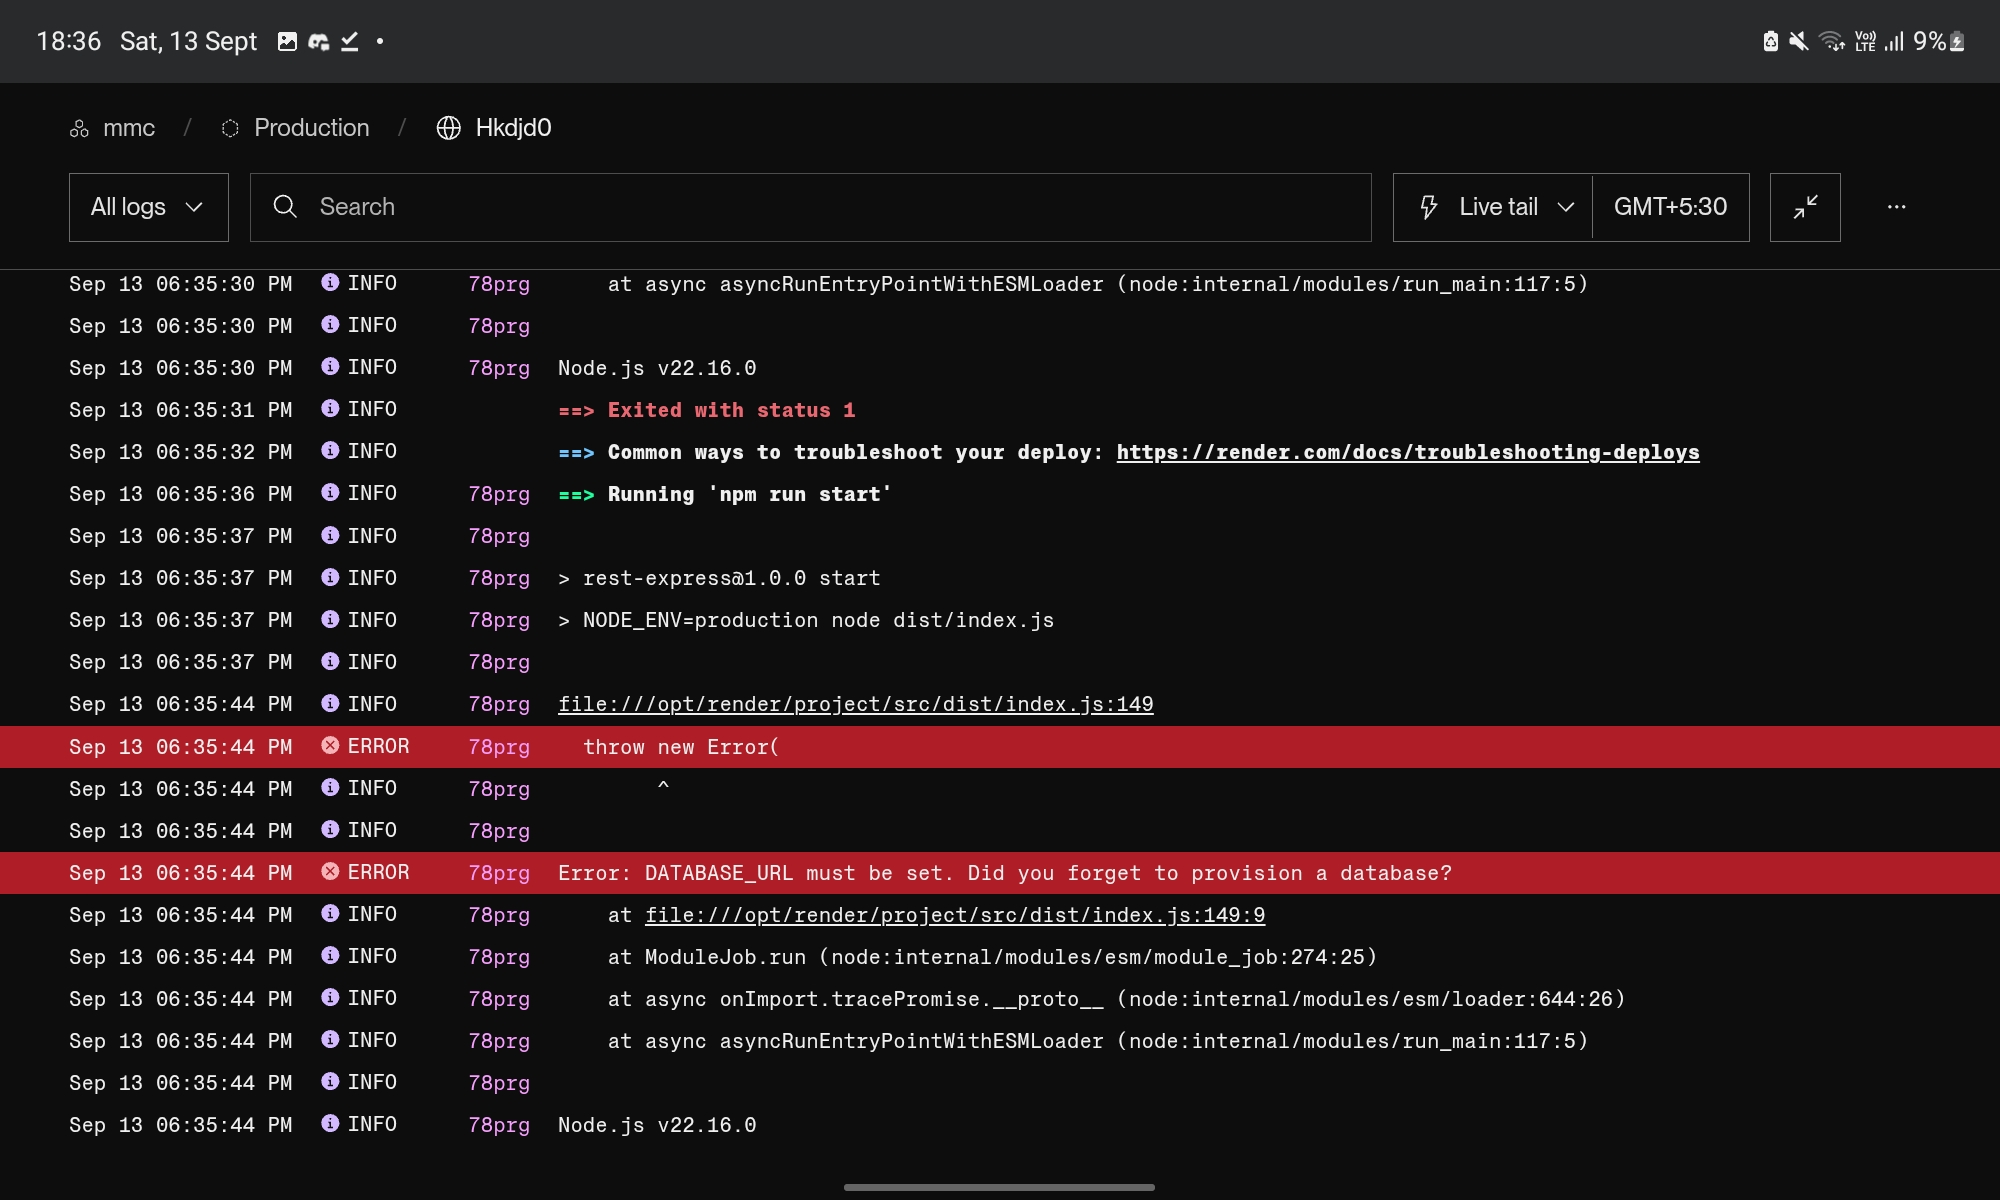 18:36 Sat, 13 Sept
Vo)) LTE 9%
mmc / Production / Hkdjd0
All logs Search Live tail GMT+5:30 ...
Sep 13 06:35:30 PM INFO 78prg at async asyncRunEntryPointWithESMLoader (node:internal/modules/run_main:117:5)
Sep 13 06:35:30 PM INFO 78prg
Sep 13 06:35:30 PM INFO 78prg Node.js v22.16.0
Sep 13 06:35:31 PM INFO ==> Exited with status 1
Sep 13 06:35:32 PM INFO ==> Common ways to troubleshoot your deploy: https://render.com/docs/troubleshooting-deploys
Sep 13 06:35:36 PM INFO 78prg ==> Running 'npm run start'
Sep 13 06:35:37 PM INFO 78prg
Sep 13 06:35:37 PM INFO 78prg > rest-express@1.0.0 start
Sep 13 06:35:37 PM INFO 78prg > NODE_ENV=production node dist/index.js
Sep 13 06:35:37 PM INFO 78prg
Sep 13 06:35:44 PM INFO 78prg file:///opt/render/project/src/dist/index.js:149
Sep 13 06:35:44 PM ERROR 78prg throw new Error(
Sep 13 06:35:44 PM INFO 78prg ^
Sep 13 06:35:44 PM INFO 78prg
Sep 13 06:35:44 PM ERROR 78prg Error: DATABASE_URL must be set. Did you forget to provision a database?
Sep 13 06:35:44 PM INFO 78prg at file:///opt/render/project/src/dist/index.js:149:9
Sep 13 06:35:44 PM INFO 78prg at ModuleJob.run (node:internal/modules/esm/module_job:274:25)
Sep 13 06:35:44 PM INFO 78prg at async onImport.tracePromise.__proto__ (node:internal/modules/esm/loader:644:26)
Sep 13 06:35:44 PM INFO 78prg at async asyncRunEntryPointWithESMLoader (node:internal/modules/run_main:117:5)
Sep 13 06:35:44 PM INFO 78prg
Sep 13 06:35:44 PM INFO 78prg Node.js v22.16.0